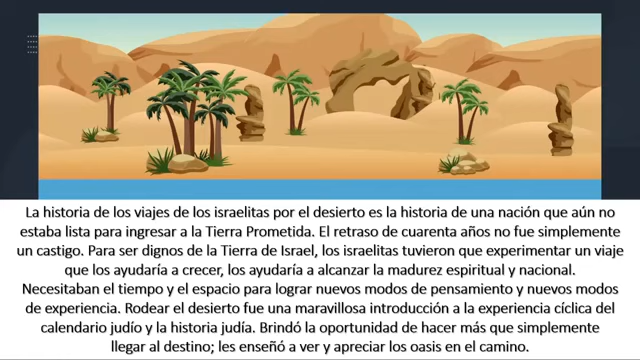 La historia de los viajes de los israelitas por el desierto es la historia de una nación que aún no
estaba lista para ingresar a la Tierra Prometida. El retraso de cuarenta años no fue simplemente
un castigo. Para ser dignos de la Tierra de Israel, los israelitas tuvieron que experimentar un viaje
que los ayudaría a crecer, los ayudaría a alcanzar la madurez espiritual y nacional.
Necesitaban el tiempo y el espacio para lograr nuevos modos de pensamiento y nuevos modos
de experiencia. Rodear el desierto fue una maravillosa introducción a la experiencia cíclica del
calendario judío y la historia judía. Brindó la oportunidad de hacer más que simplemente
llegar al destino; les enseñó a ver y apreciar los oasis en el camino.